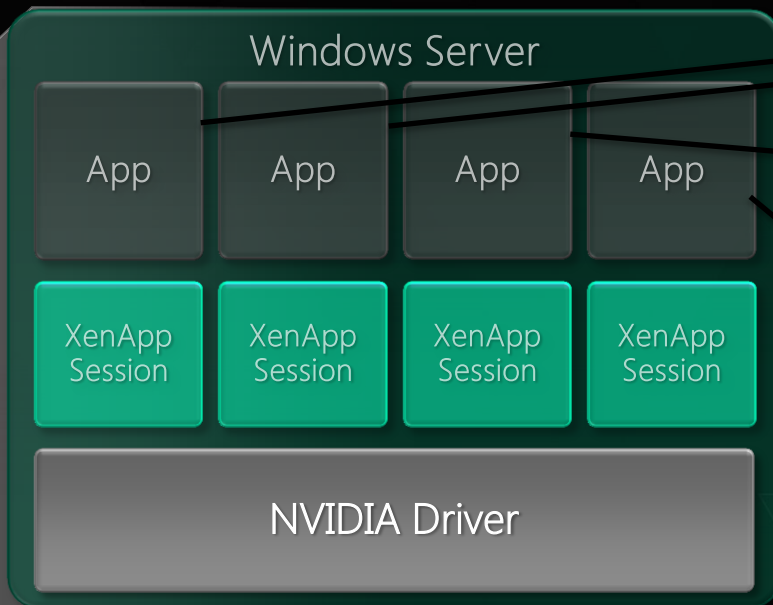 Windows Server
App
App
App
App
XenApp
Session
XenApp
Session
XenApp
Session
XenApp
Session
NVIDIA Driver